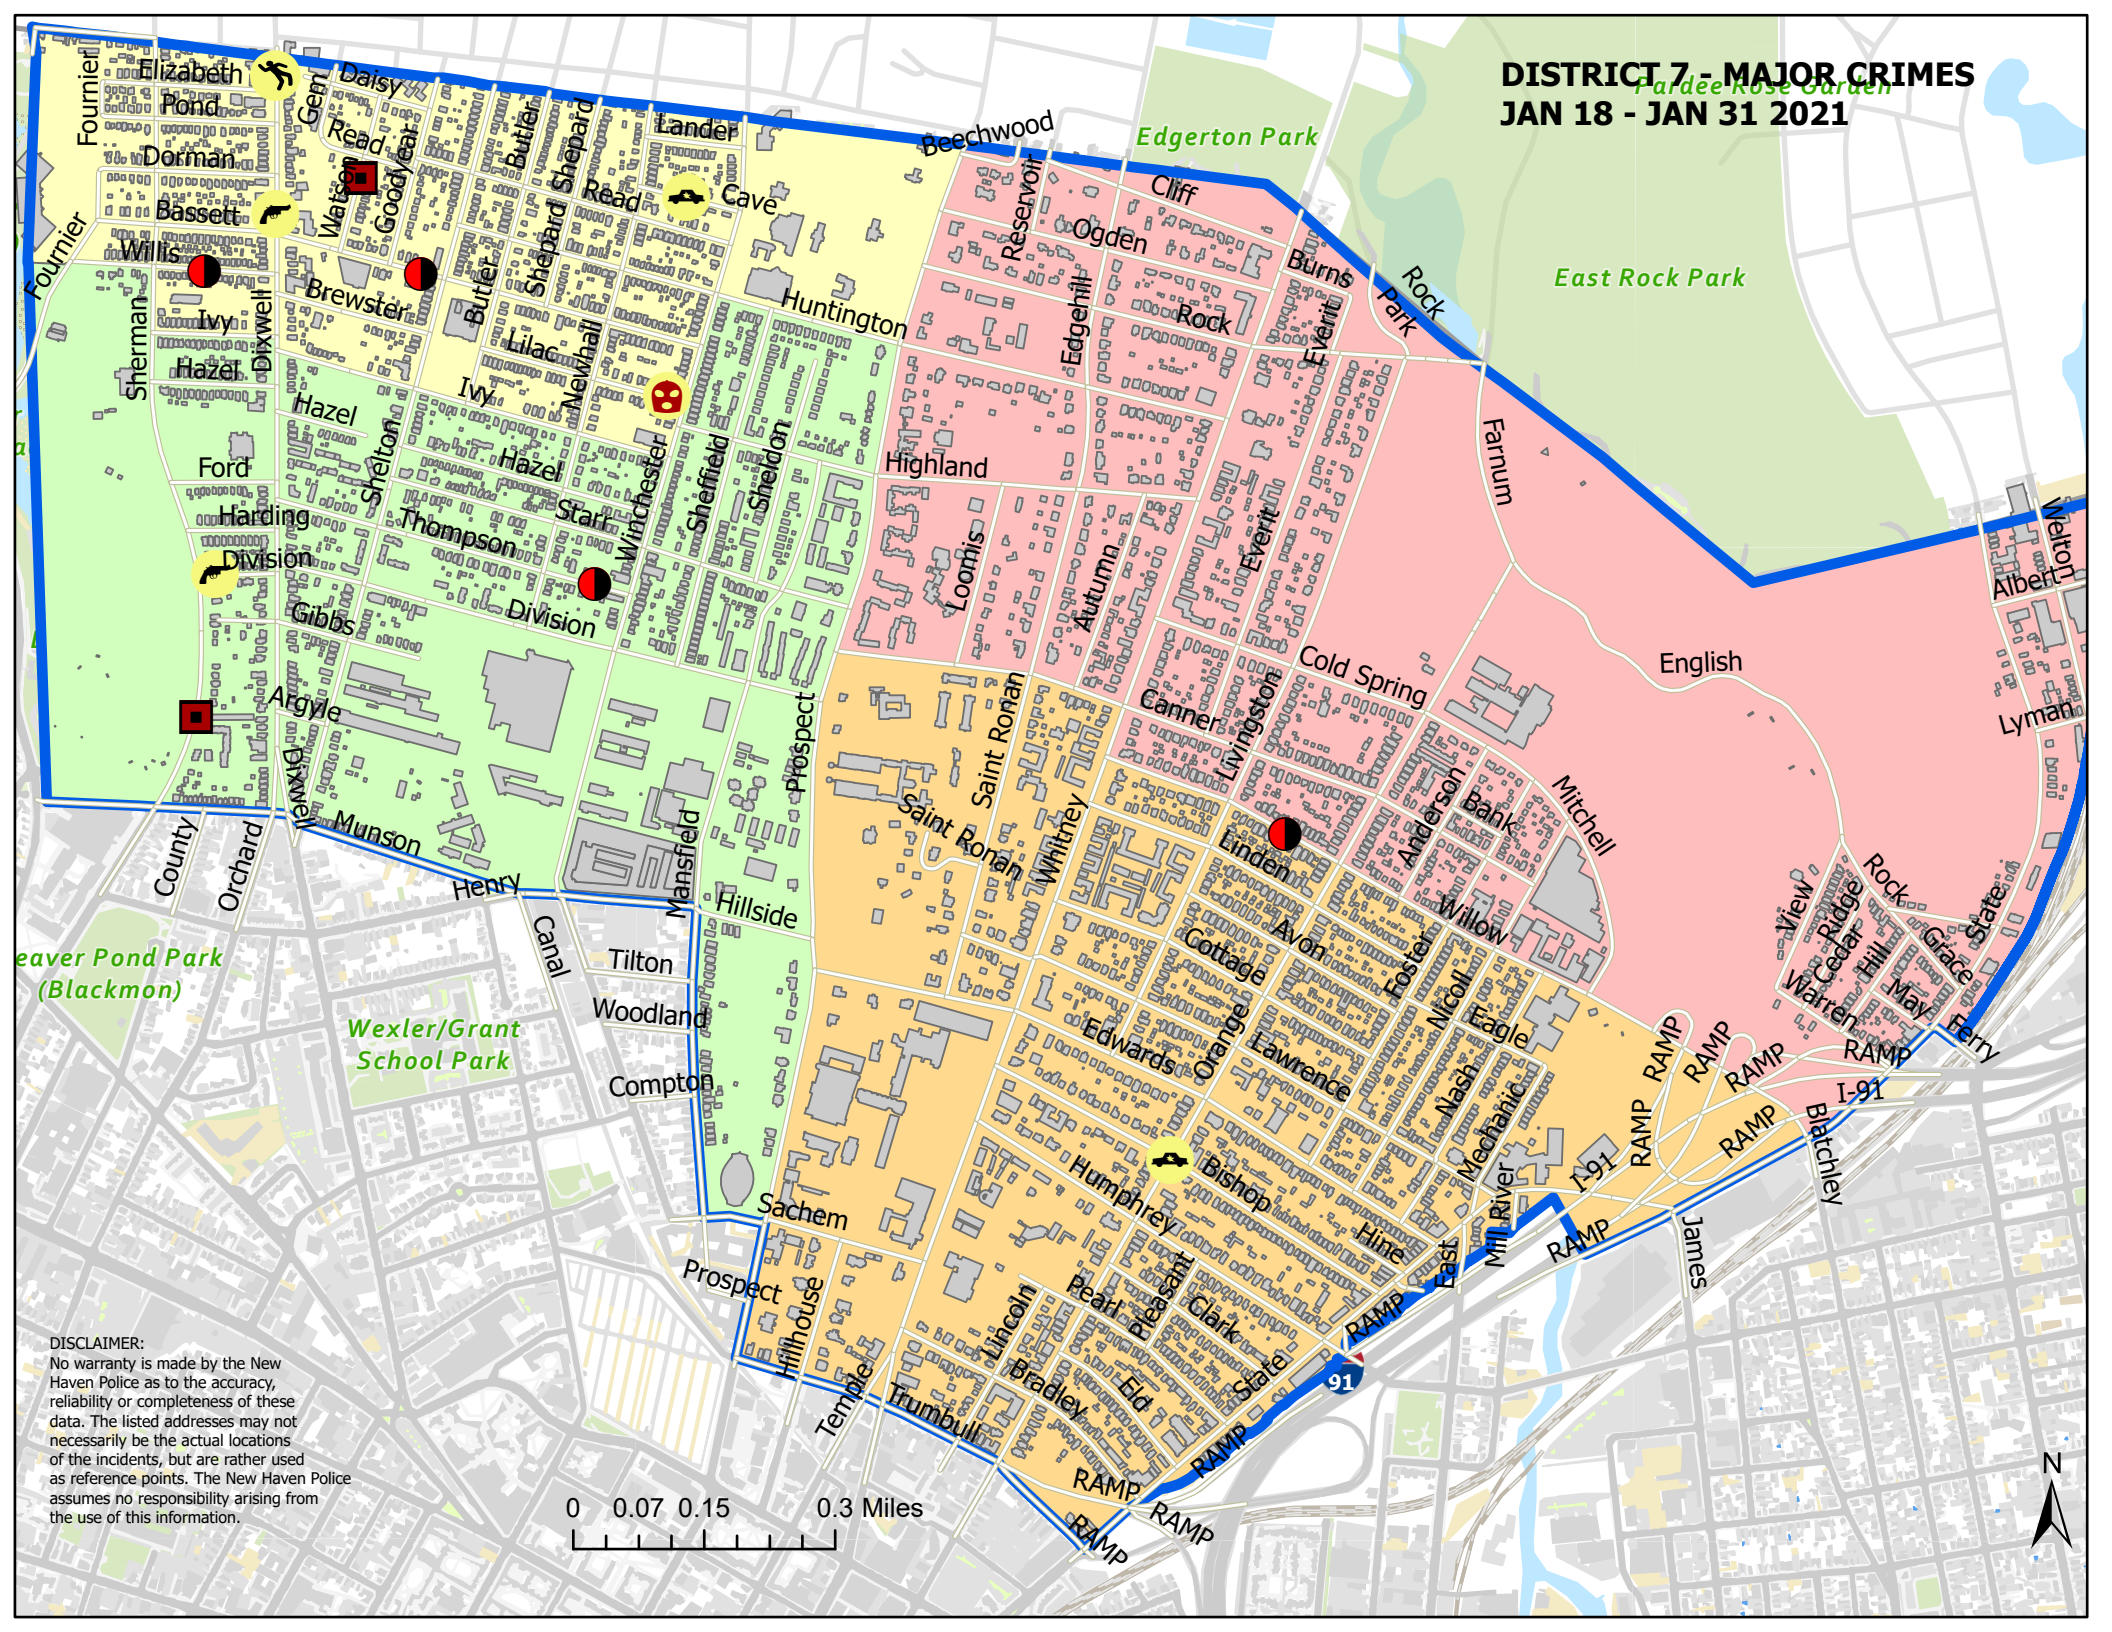 DISTRICT 7 - MAJOR CRIMES
JAN 18 - JAN 31 2021
Pardee Rose Garden
Edgerton Park
East Rock Park
Fournier
Elizabeth
Pond
Dorman
Bassett
Willis
Fournier
Gem
Daisy
Read
Watson
Goodyear
Butler
Shepard
Lander
Read
Cave
Shepard
Butler
Beechwood
Reservoir
Cliff
Ogden
Burns
Rock
Park
Rock
Everit
Edgehill
Huntington
Brewster
Sherman
Ivy
Dixwell
Hazel
Lilac
Newhall
Ivy
Hazel
Shelton
Ford
Hazel
Starr
Winchester
Sheffield
Sheldon
Highland
Farnum
Harding
Thompson
Division
Division
Gibbs
Loomis
Autumn
Everit
Welton
Albert
Lyman
English
Cold Spring
Canner
Livingston
Argyle
Dixwell
Prospect
Saint Ronan
Saint Ronan
Whitney
Linden
Anderson
Bank
Mitchell
Munson
County
Orchard
Henry
Mansfield
Hillside
Canal
Tilton
Woodland
Compton
eaver Pond Park
(Blackmon)
Wexler/Grant
School Park
Willow
Avon
Cottage
Foster
Nicoll
Eagle
Edwards
Orange
Lawrence
Nash
Mechanic
View
Ridge
Cedar
Hill
Rock
Grace
State
Warren
May
Ferry
RAMP
RAMP
RAMP
RAMP
I-91
RAMP
RAMP
Blatchley
I-91
Mill River
RAMP
James
Bishop
Humphrey
Hine
East
RAMP
Sachem
Prospect
Hillhouse
Temple
Trumbull
Lincoln
Pearl
Pleasant
Clark
Bradley
Eld
State
91
RAMP
RAMP
RAMP
RAMP
DISCLAIMER:
No warranty is made by the New
Haven Police as to the accuracy,
reliability or completeness of these
data. The listed addresses may not
necessarily be the actual locations
of the incidents, but are rather used
as reference points. The New Haven Police
assumes no responsibility arising from
the use of this information.
0 0.07 0.15 0.3 Miles
N